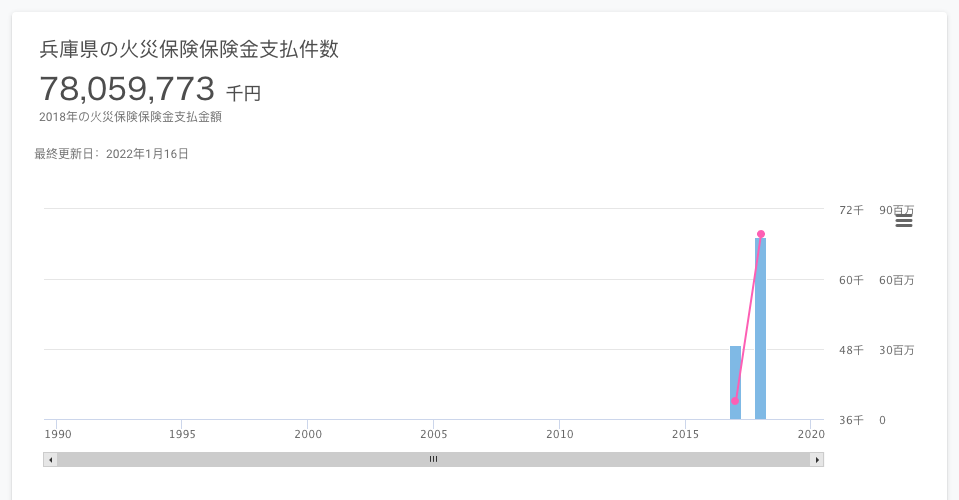 兵庫県の火災保険保険金支払件数
78,059,773 千円
2018年の火災保険保険金支払金額
最終更新日: 2022年1月16日
72千 90百万
60千 60百万
48千 30百万
36千 0
1990 1995 2000 2005 2010 2015 2020